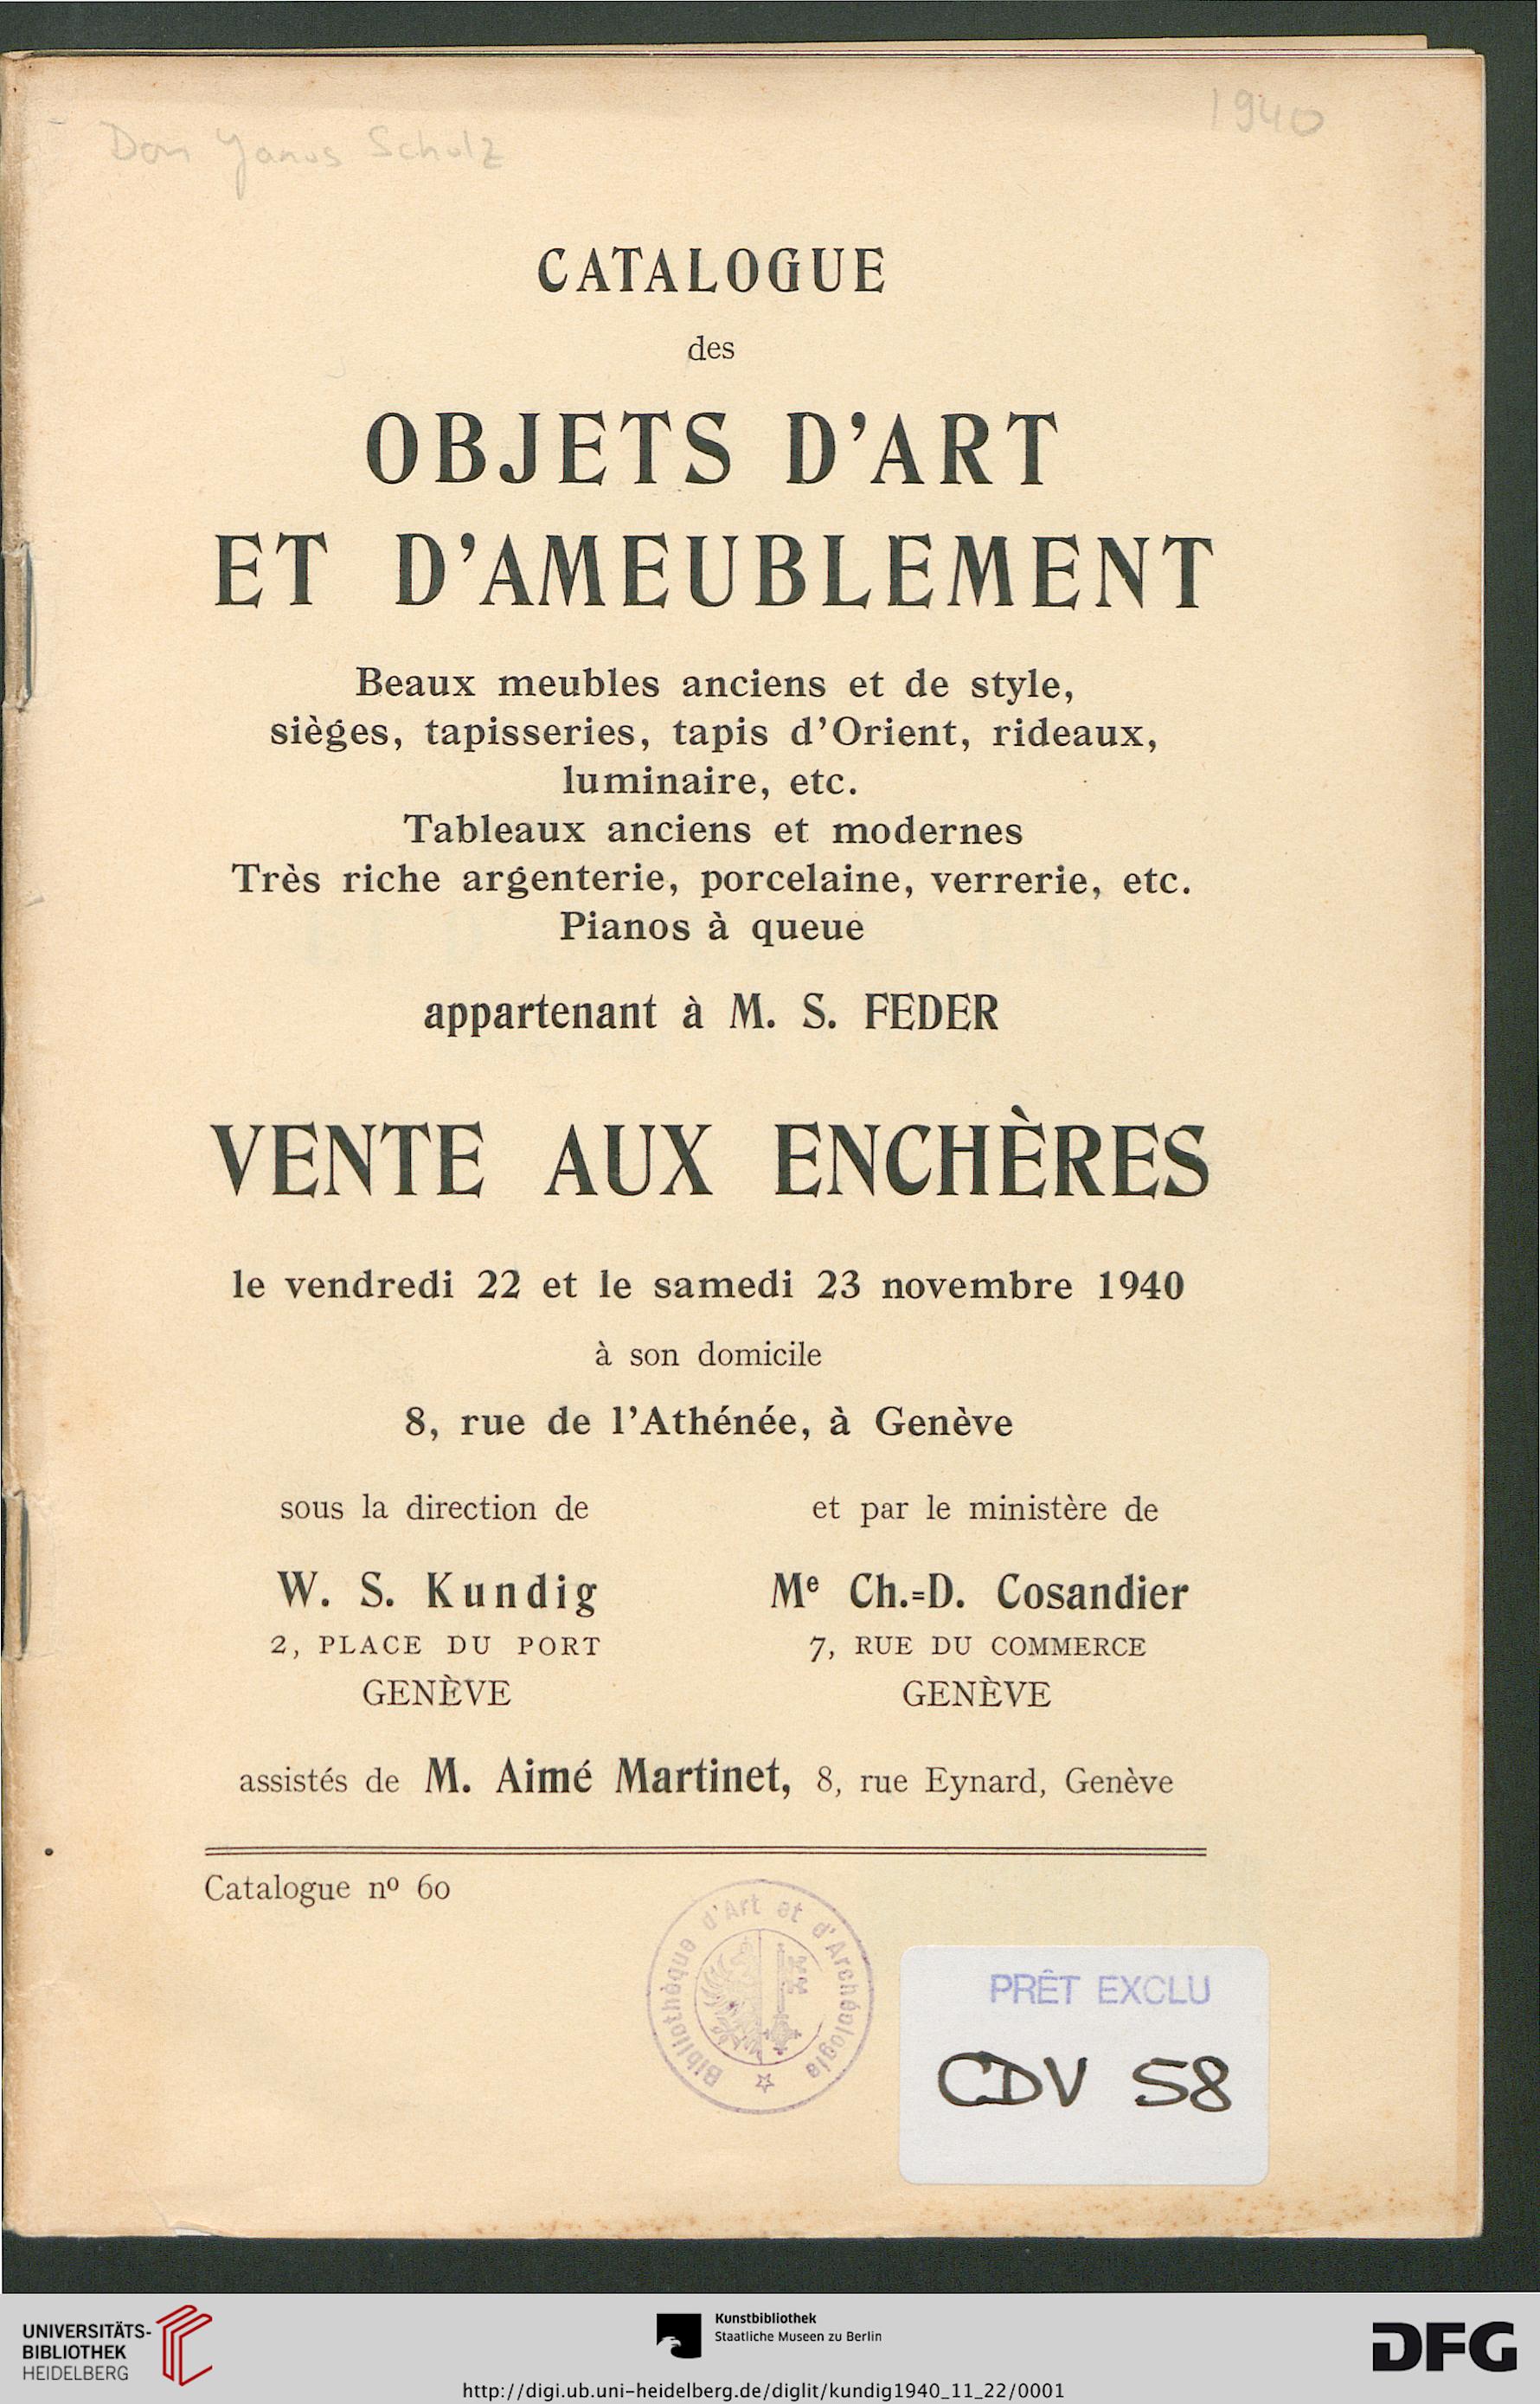 1940
Don Janos Scholz
CATALOGUE
des
OBJETS D'ART
ET D'AMEUBLEMENT
Beaux meubles anciens et de style,
sièges, tapisseries, tapis d'Orient, rideaux,
luminaire, etc.
Tableaux anciens et modernes
Très riche argenterie, porcelaine, verrerie, etc.
Pianos à queue
appartenant à M. S. FEDER
VENTE AUX ENCHÈRES
le vendredi 22 et le samedi 23 novembre 1940
à son domicile
8, rue de l'Athénée, à Genève
sous la direction de
W. S. Kundig
2, PLACE DU PORT
GENÈVE
et par le ministère de
Me Ch.=D. Cosandier
7, RUE DU COMMERCE
GENÈVE
assistés de M. Aimé Martinet, 8, rue Eynard, Genève
Catalogue no 60
Bibliothèque d'Art et d'Archéologie
PRÊT EXCLU
CDV 58
UNIVERSITÄTS-
BIBLIOTHEK
HEIDELBERG
Kunstbibliothek
Staatliche Museen zu Berlin
DFG
http://digi.ub.uni-heidelberg.de/diglit/kundig1940_11_22/0001